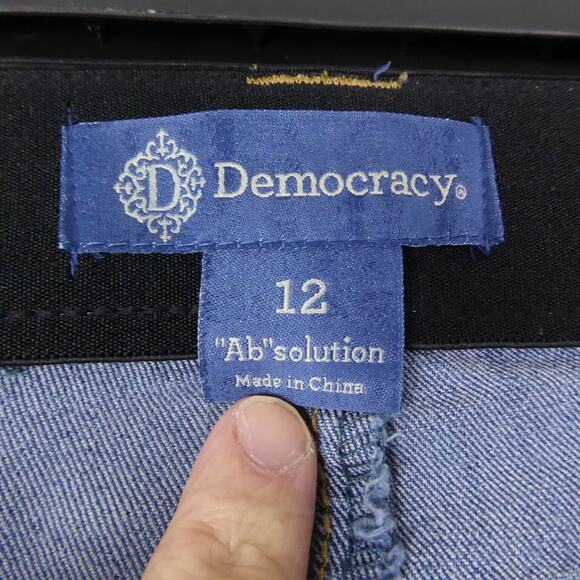 D Democracy®
12
"Ab"solution
Made in China